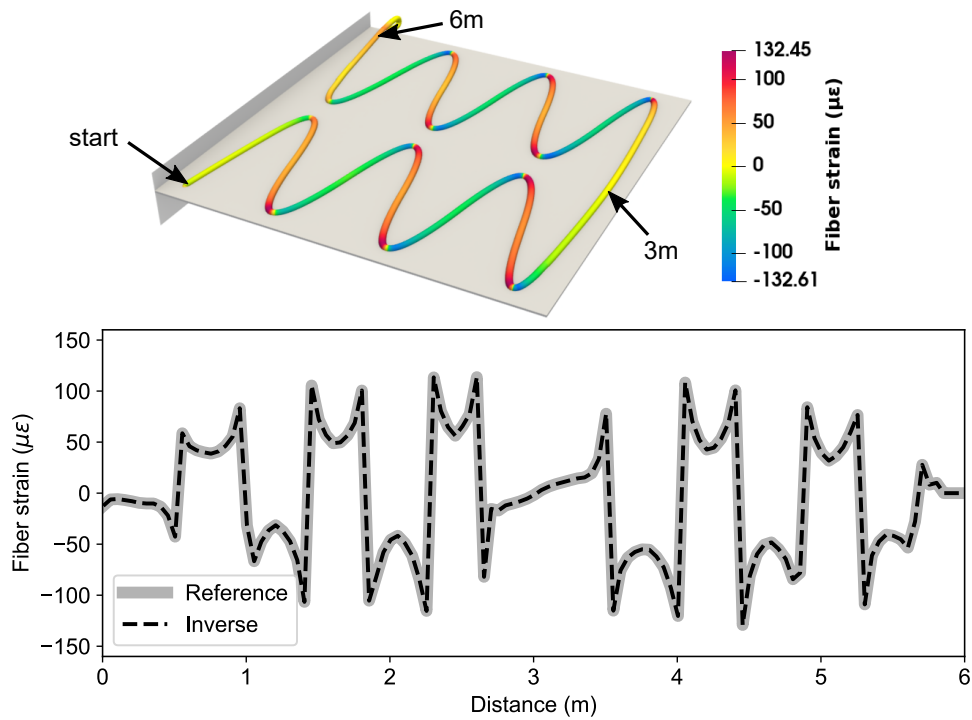 6m
start
3m
132.45
100
50
0
-50
-100
-132.61
Fiber strain (με)
150
100
50
0
−50
−100
−150
Fiber strain (με)
Reference
Inverse
0
1
2
3
4
5
6
Distance (m)